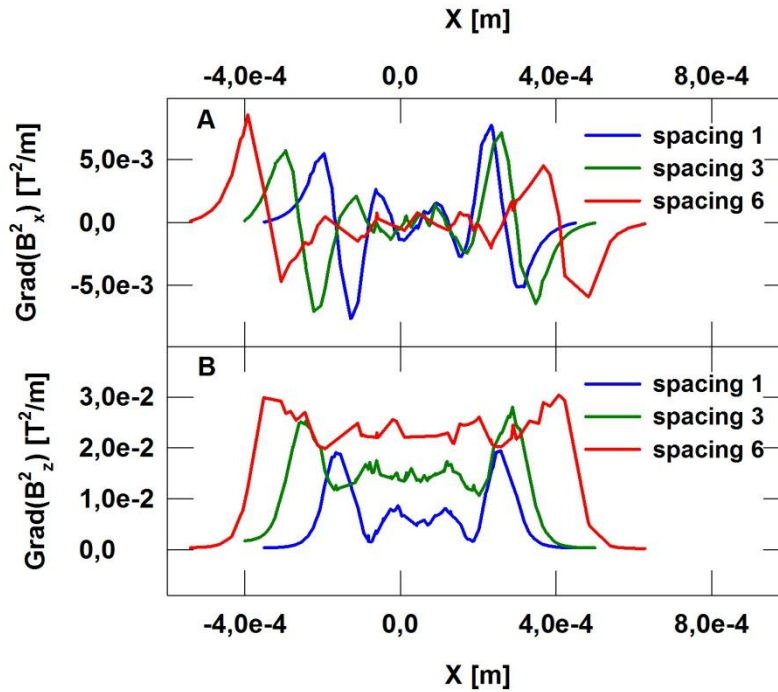 X [m]
-4,0e-4 0,0 4,0e-4 8,0e-4
A
spacing 1
spacing 3
spacing 6
5,0e-3
0,0
-5,0e-3
Grad(B²ₓ) [T²/m]
B
spacing 1
spacing 3
spacing 6
3,0e-2
2,0e-2
1,0e-2
0,0
Grad(B²z) [T²/m]
-4,0e-4 0,0 4,0e-4 8,0e-4
X [m]